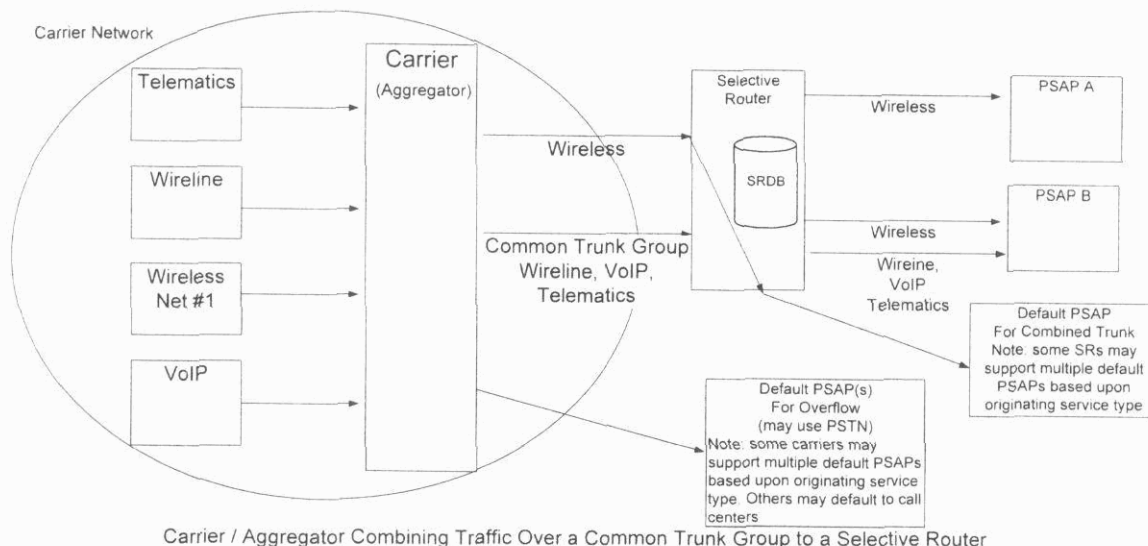 Carrier Network
Telematics
Wireline
Wireless
Net #1
VoIP
Carrier
(Aggregator)
Wireless
Common Trunk Group
Wireline, VoIP,
Telematics
Selective
Router
SRDB
Wireless
PSAP A
Wireless
PSAP B
Wireine,
VoIP
Telematics
Default PSAP
For Combined Trunk
Note: some SRs may
support multiple default
PSAPs based upon
originating service type
Default PSAP(s)
For Overflow
(may use PSTN)
Note: some carriers may
support multiple default PSAPs
based upon originating service
type. Others may default to call
centers
Carrier / Aggregator Combining Traffic Over a Common Trunk Group to a Selective Router